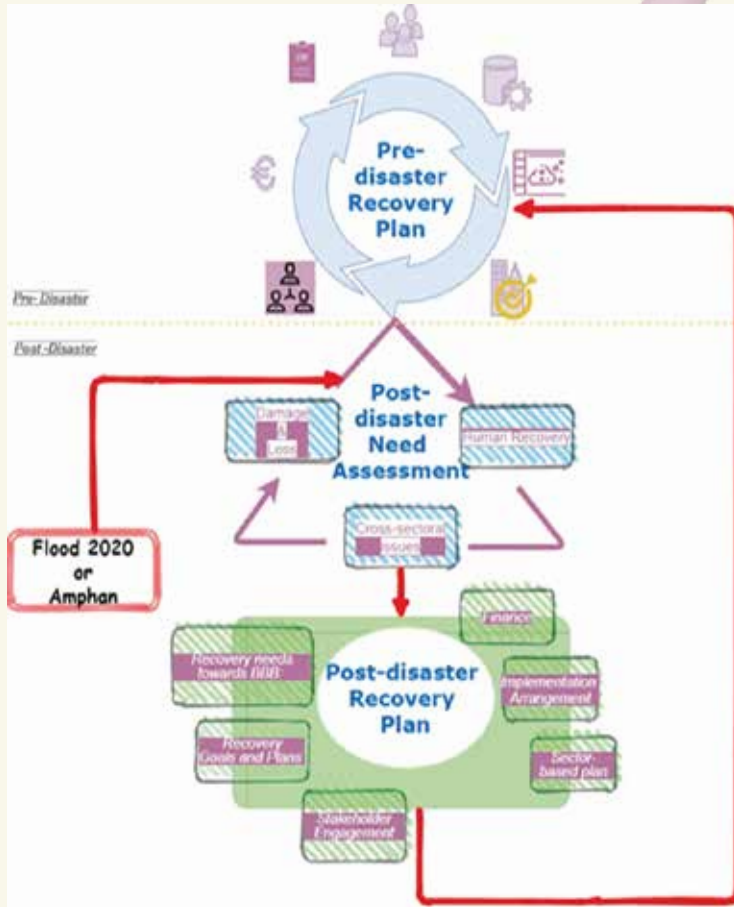 Pre-
disaster
Recovery
Plan
€
Pre-Disaster
Post-Disaster
Post-
disaster
Need
Assessment
Damage
&
Loss
Human Recovery
Cross-sectoral
issues
Flood 2020
or
Amphan
Finance
Recovery needs
towards BBB
Post-disaster
Recovery
Plan
Implementation
Arrangement
Recovery
Goals and Plans
Sector-
based plan
Stakeholder
Engagement